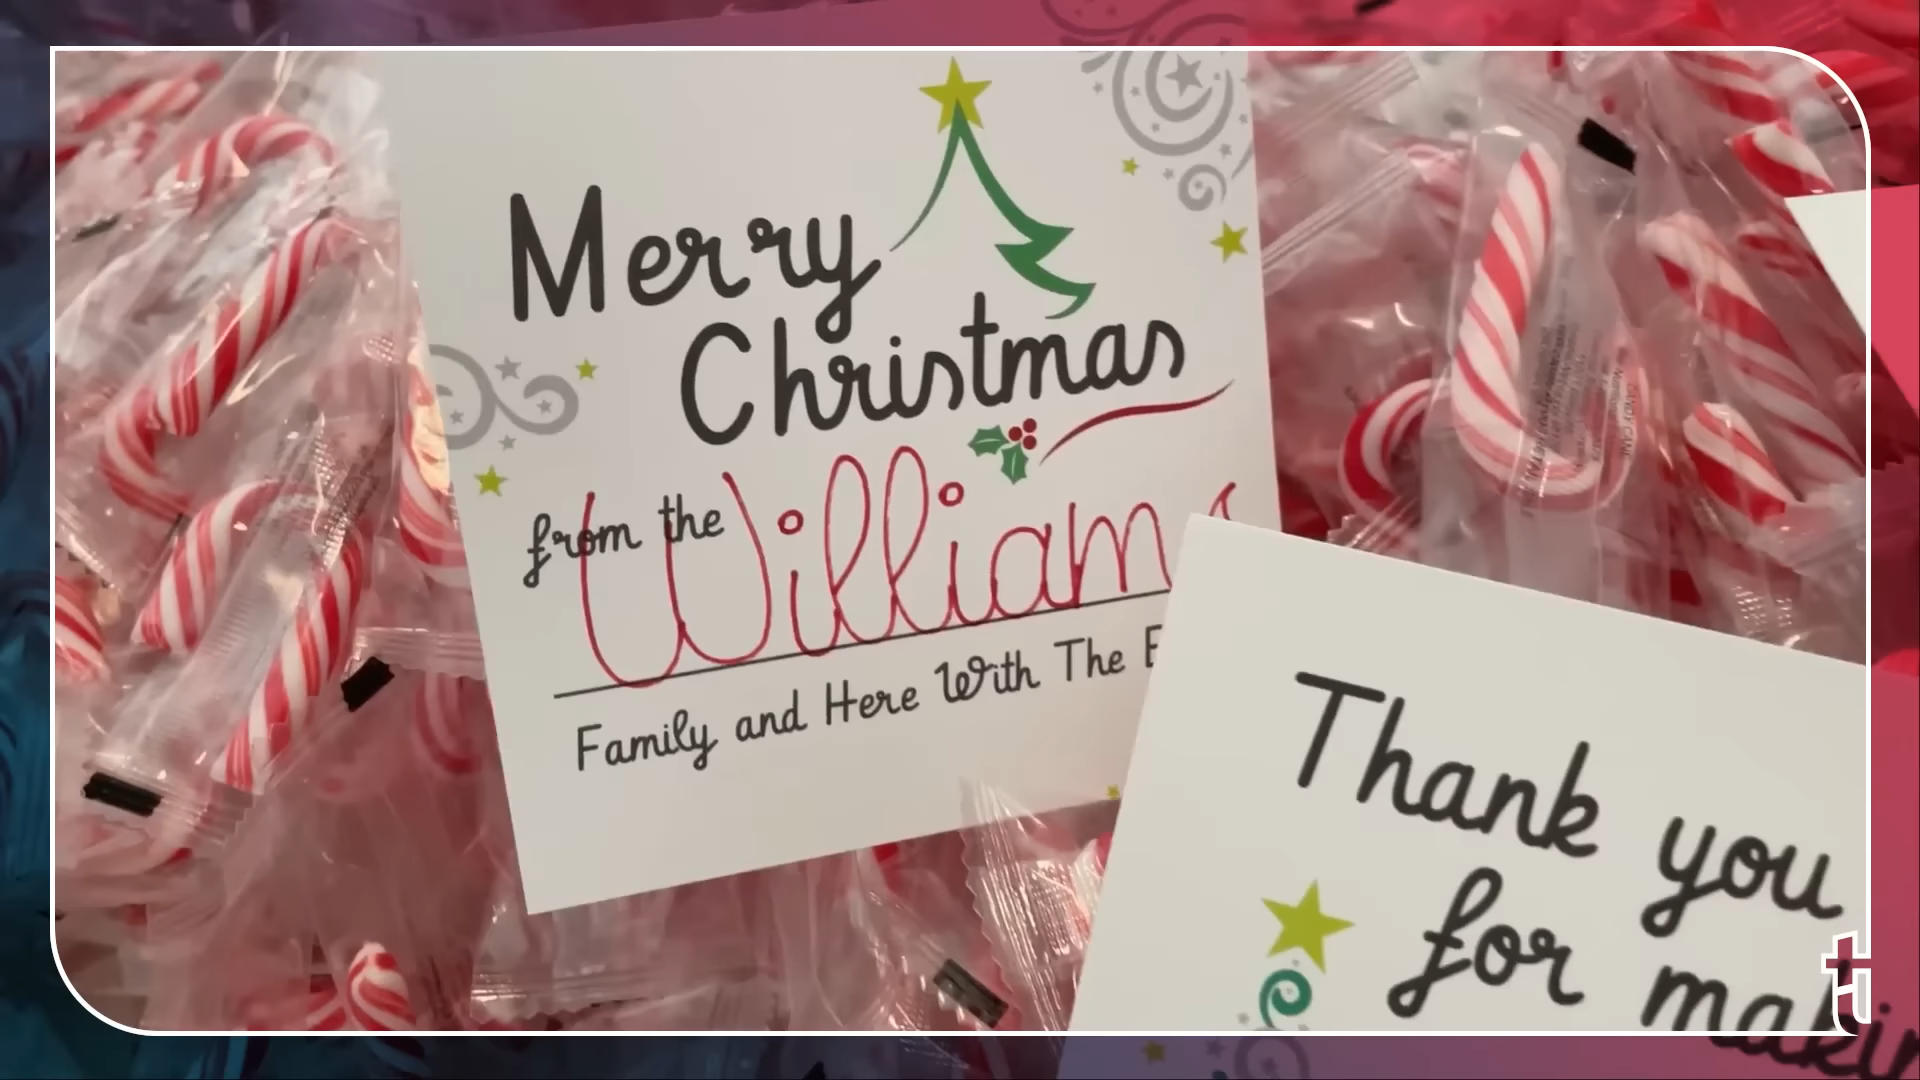 Merry
Christmas
from the Williams
Family and Here With The
Thank you
for
t